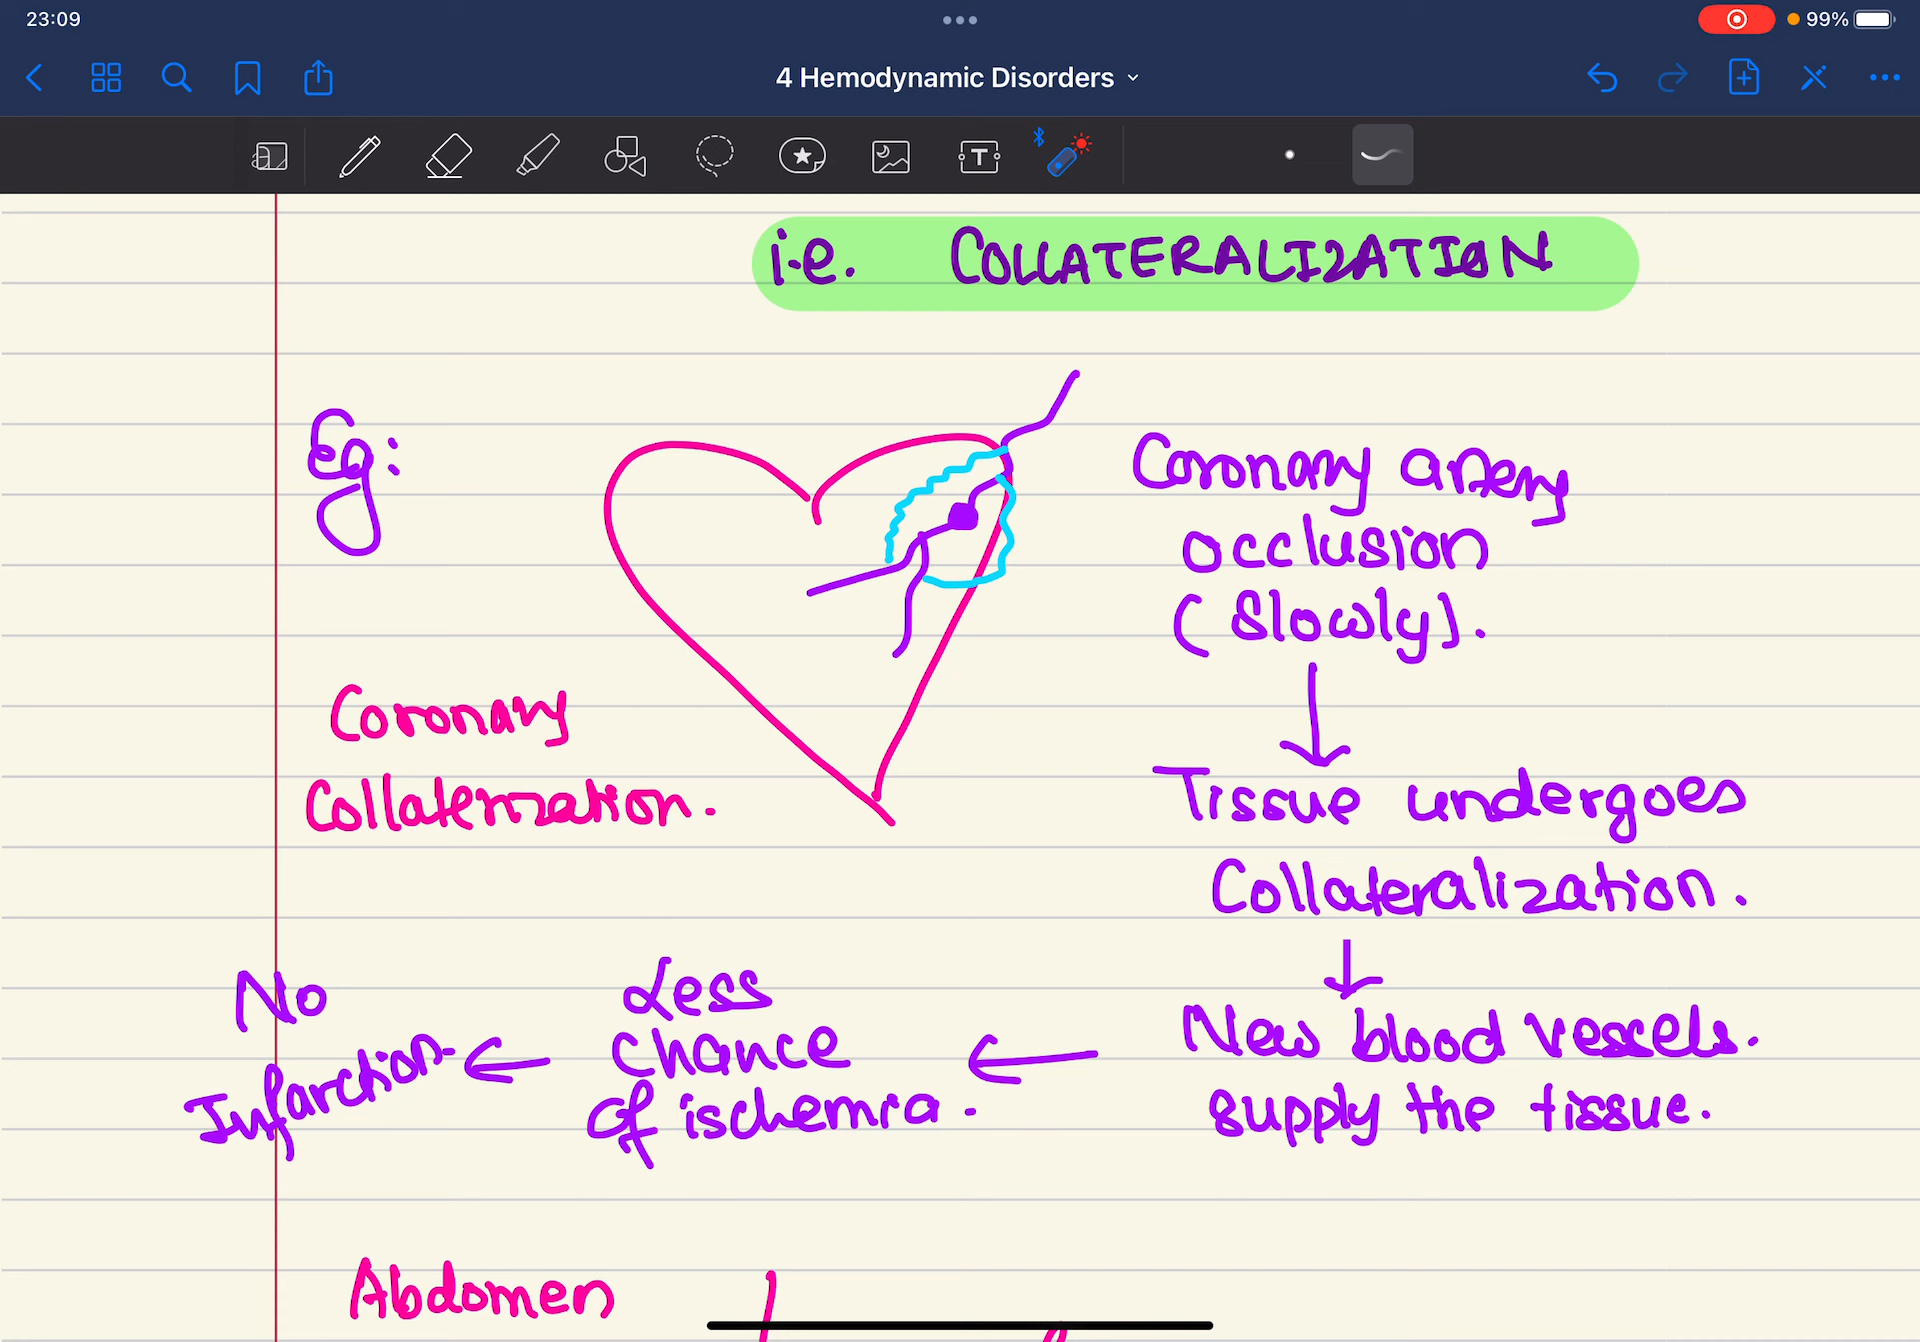 23:09
99%
4 Hemodynamic Disorders
T
i.e. COLLATERALIZATION
Eg:
Coronary artery
occlusion
(Slowly).
Coronary
Collaterization.
Tissue undergoes
Collateralization.
New blood vessels.
supply the tissue.
Less
chance
of ischemia.
No
Infarction
Abdomen